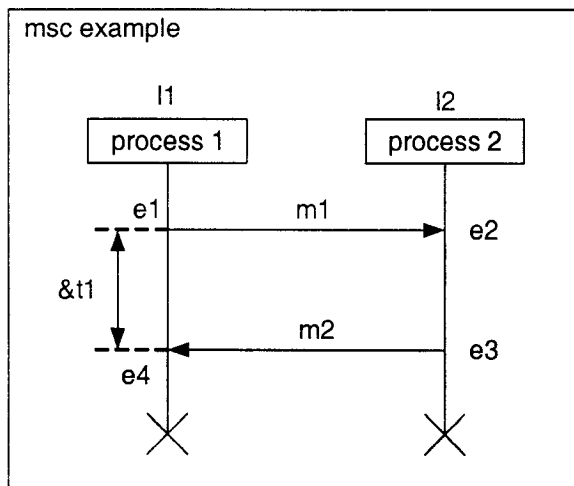 msc example
I1 I2
process 1 process 2
e1 m1 e2
&t1
m2 e3
e4